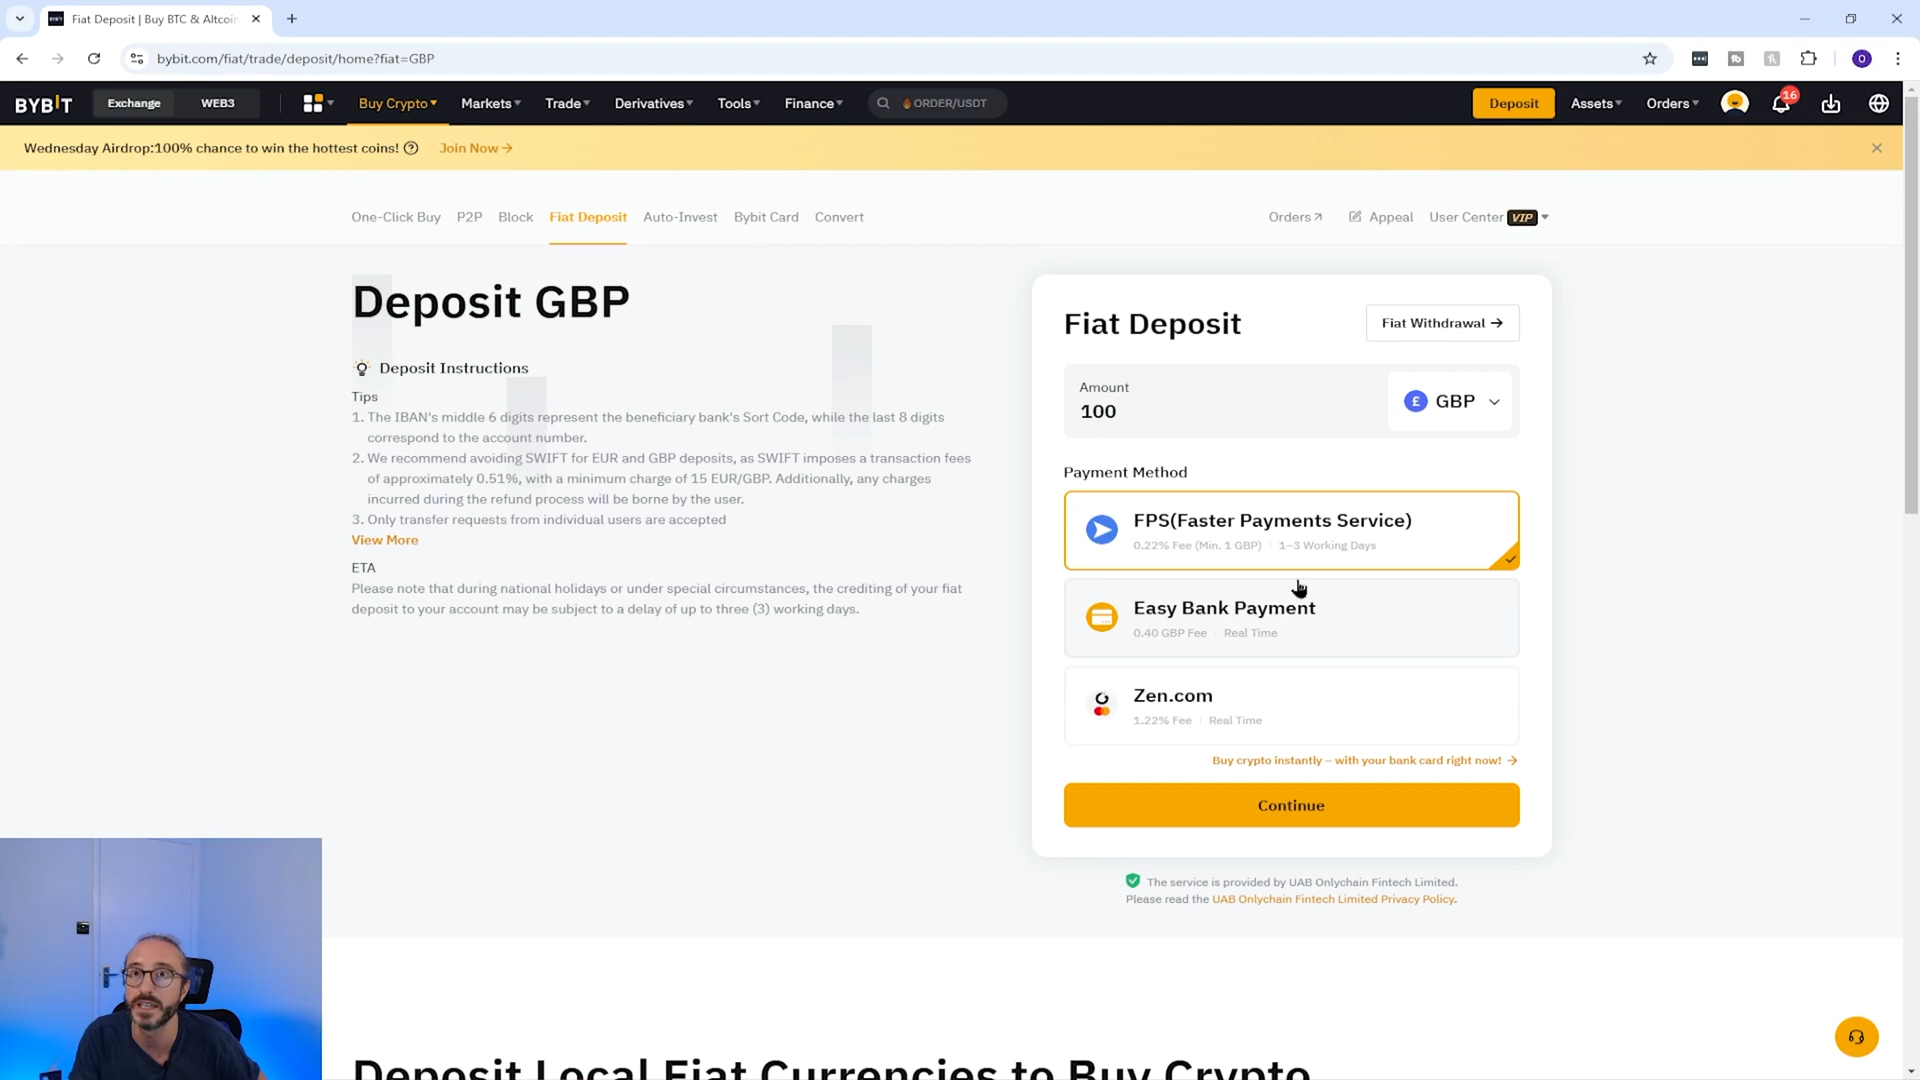 Fiat Deposit | Buy BTC & Altcoin
bybit.com/fiat/trade/deposit/home?fiat=GBP
O
BYBIT
Exchange
WEB3
Buy Crypto
Markets
Trade
Derivatives
Tools
Finance
ORDER/USDT
Deposit
Assets
Orders
16
Wednesday Airdrop:100% chance to win the hottest coins!
Join Now
One-Click Buy
P2P
Block
Fiat Deposit
Auto-Invest
Bybit Card
Convert
Orders
Appeal
User Center VIP
Deposit GBP
Deposit Instructions
Tips
1. The IBAN's middle 6 digits represent the beneficiary bank's Sort Code, while the last 8 digits
correspond to the account number.
2. We recommend avoiding SWIFT for EUR and GBP deposits, as SWIFT imposes a transaction fees
of approximately 0.51%, with a minimum charge of 15 EUR/GBP. Additionally, any charges
incurred during the refund process will be borne by the user.
3. Only transfer requests from individual users are accepted
View More
ETA
Please note that during national holidays or under special circumstances, the crediting of your fiat
deposit to your account may be subject to a delay of up to three (3) working days.
Fiat Deposit
Fiat Withdrawal
Amount
100
£ GBP
Payment Method
FPS(Faster Payments Service)
0.22% Fee (Min. 1 GBP) | 1–3 Working Days
Easy Bank Payment
0.40 GBP Fee | Real Time
Zen.com
1.22% Fee | Real Time
Buy crypto instantly – with your bank card right now!
Continue
The service is provided by UAB Onlychain Fintech Limited.
Please read the UAB Onlychain Fintech Limited Privacy Policy.
Deposit Local Fiat Currencies to Buy Crypto